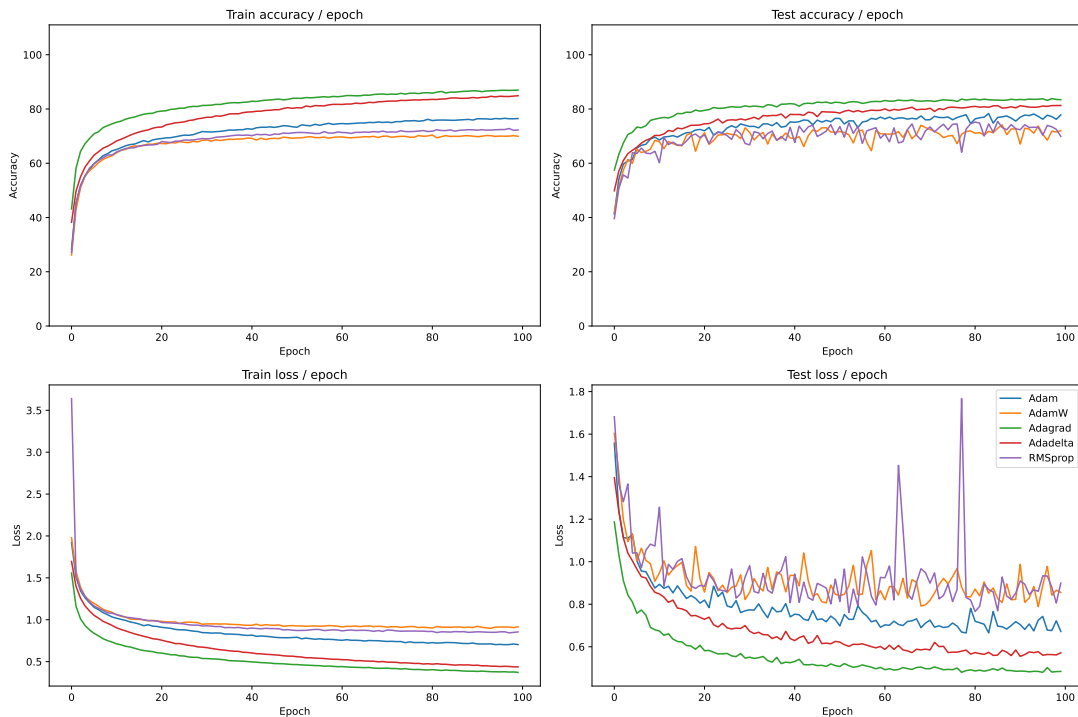 Train accuracy / epoch
100
80
60
40
20
0
Accuracy
0 20 40 60 80 100
Epoch
Test accuracy / epoch
100
80
60
40
20
0
Accuracy
0 20 40 60 80 100
Epoch
Train loss / epoch
3.5
3.0
2.5
2.0
1.5
1.0
0.5
Loss
0 20 40 60 80 100
Epoch
Test loss / epoch
1.8
1.6
1.4
1.2
1.0
0.8
0.6
Loss
0 20 40 60 80 100
Epoch
Adam
AdamW
Adagrad
Adadelta
RMSprop